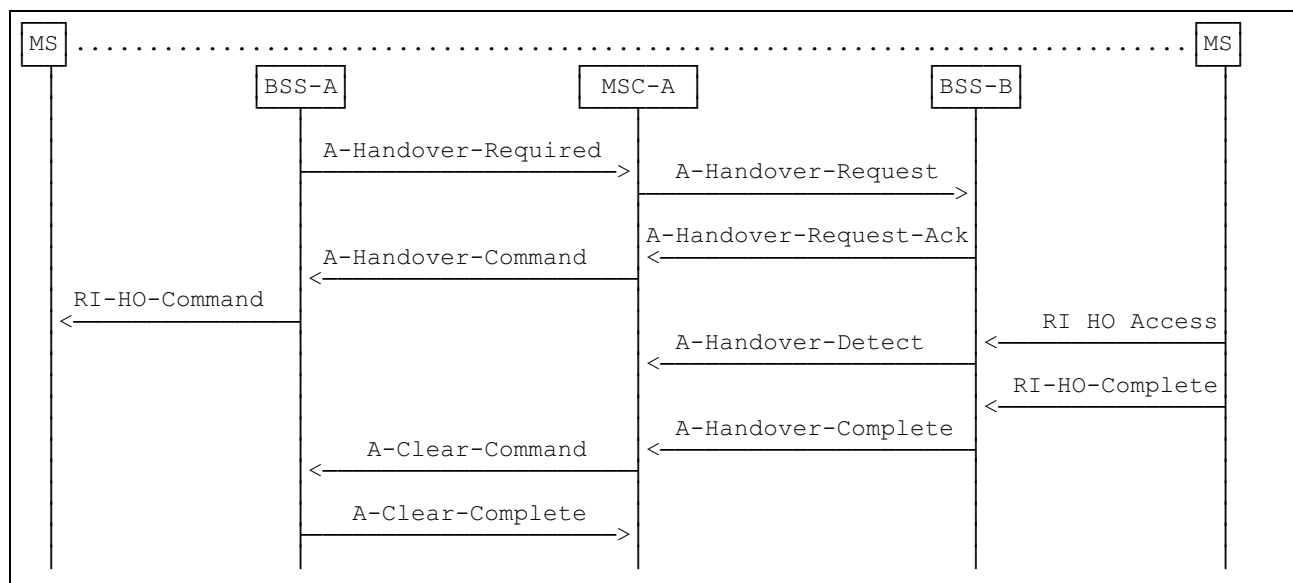 MS MS
BSS-A MSC-A BSS-B
A-Handover-Required
A-Handover-Request
A-Handover-Request-Ack
A-Handover-Command
RI-HO-Command
RI HO Access
A-Handover-Detect
RI-HO-Complete
A-Handover-Complete
A-Clear-Command
A-Clear-Complete